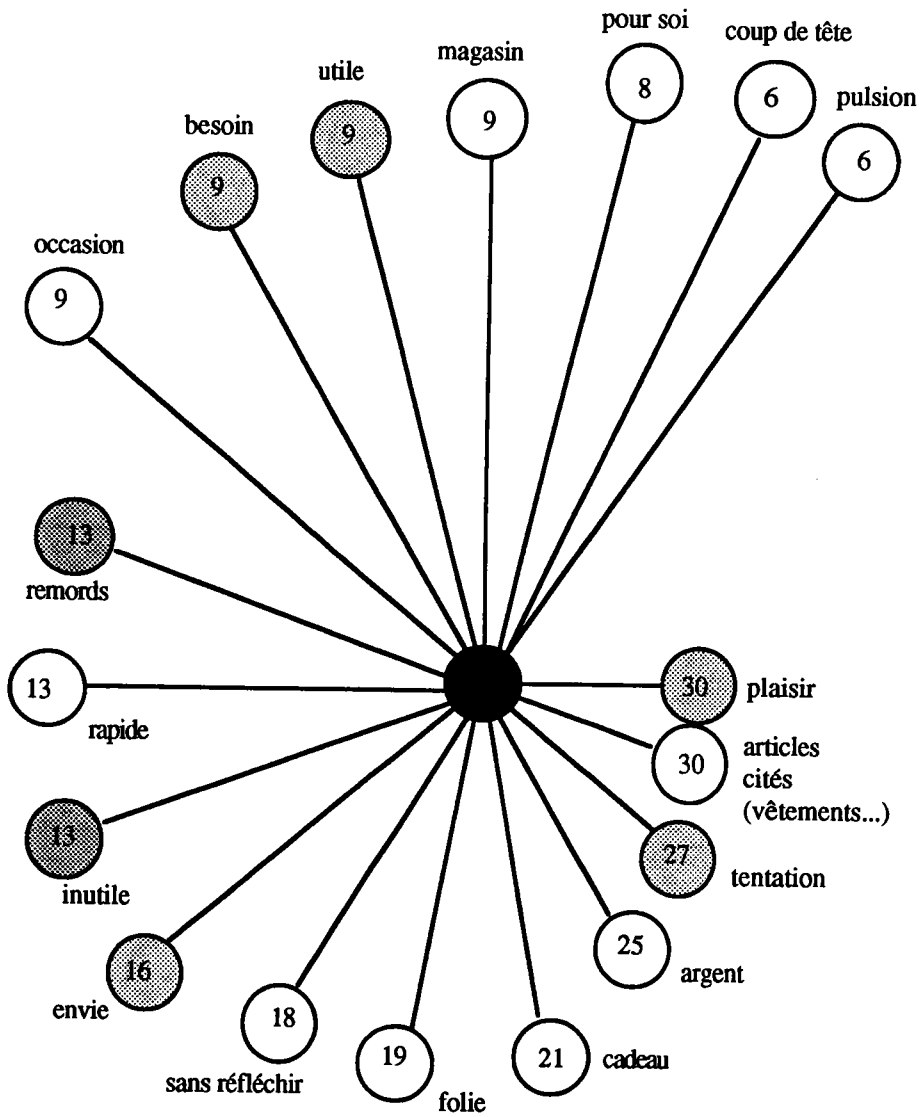 pour soi
8
coup de tête
6
pulsion
6
magasin
9
utile
9
besoin
9
occasion
9
13
remords
13
rapide
13
inutile
16
envie
18
sans réfléchir
19
folie
21
cadeau
25
argent
27
tentation
30
articles
cités
(vêtements...)
30
plaisir